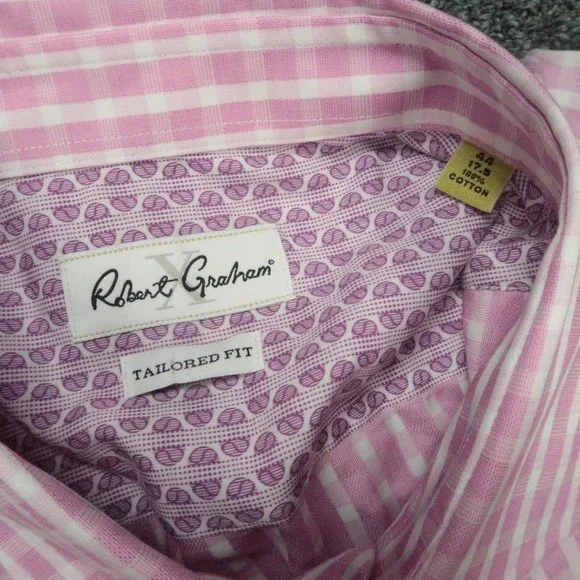 44
17.5
100%
COTTON
X
Robert Graham®
TAILORED FIT